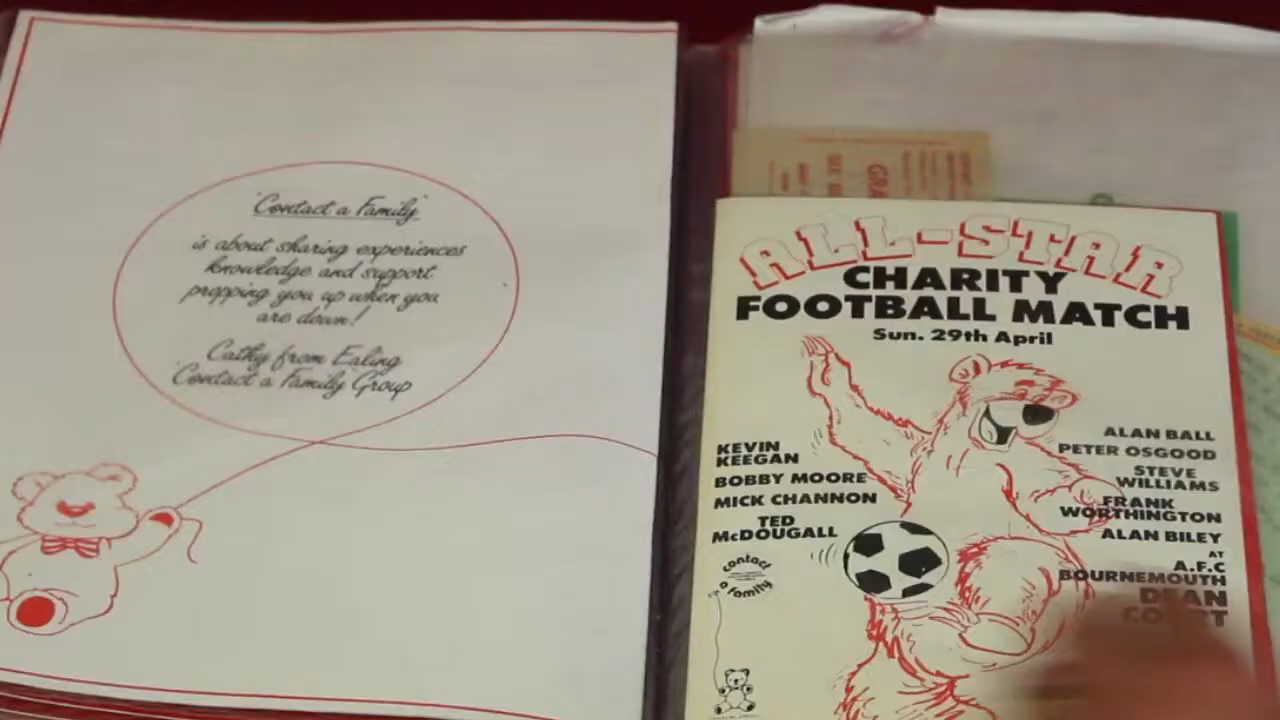 'Contact a Family'
is about sharing experiences
knowledge and support
propping you up when you
are down!
Cathy from Ealing
'Contact a Family Group
ALL-STAR
CHARITY
FOOTBALL MATCH
Sun. 29th April
KEVIN
KEEGAN
BOBBY MOORE
MICK CHANNON
TED
McDOUGALL
contact
a family
ALAN BALL
PETER OSGOOD
STEVE
WILLIAMS
FRANK
WORTHINGTON
ALAN BILEY
AT
A.F.C
BOURNEMOUTH
DEAN
COURT